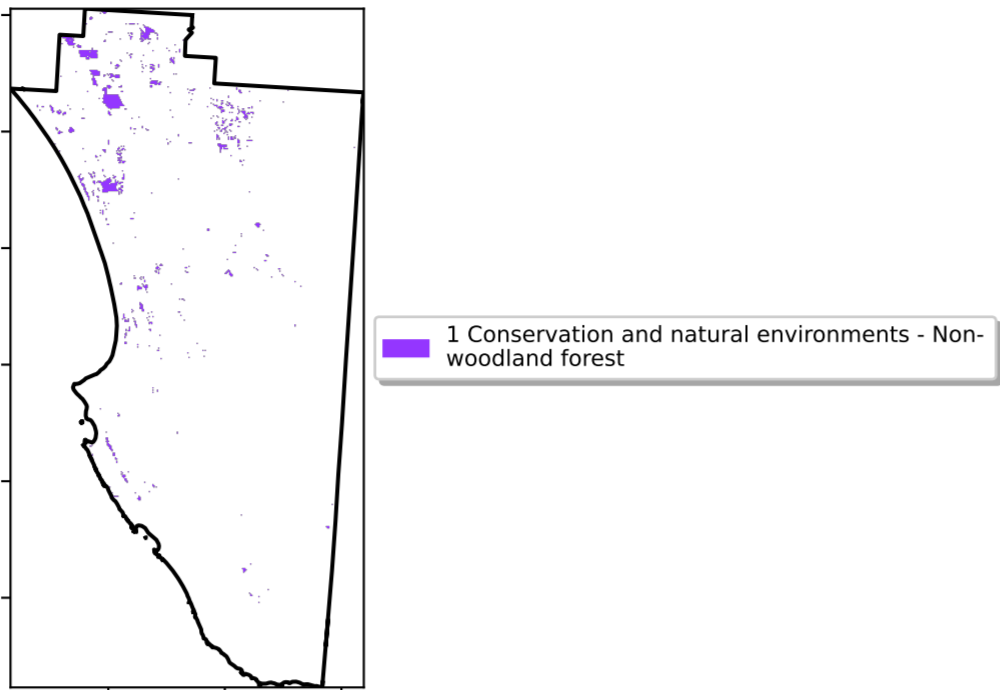 1 Conservation and natural environments - Non-
woodland forest